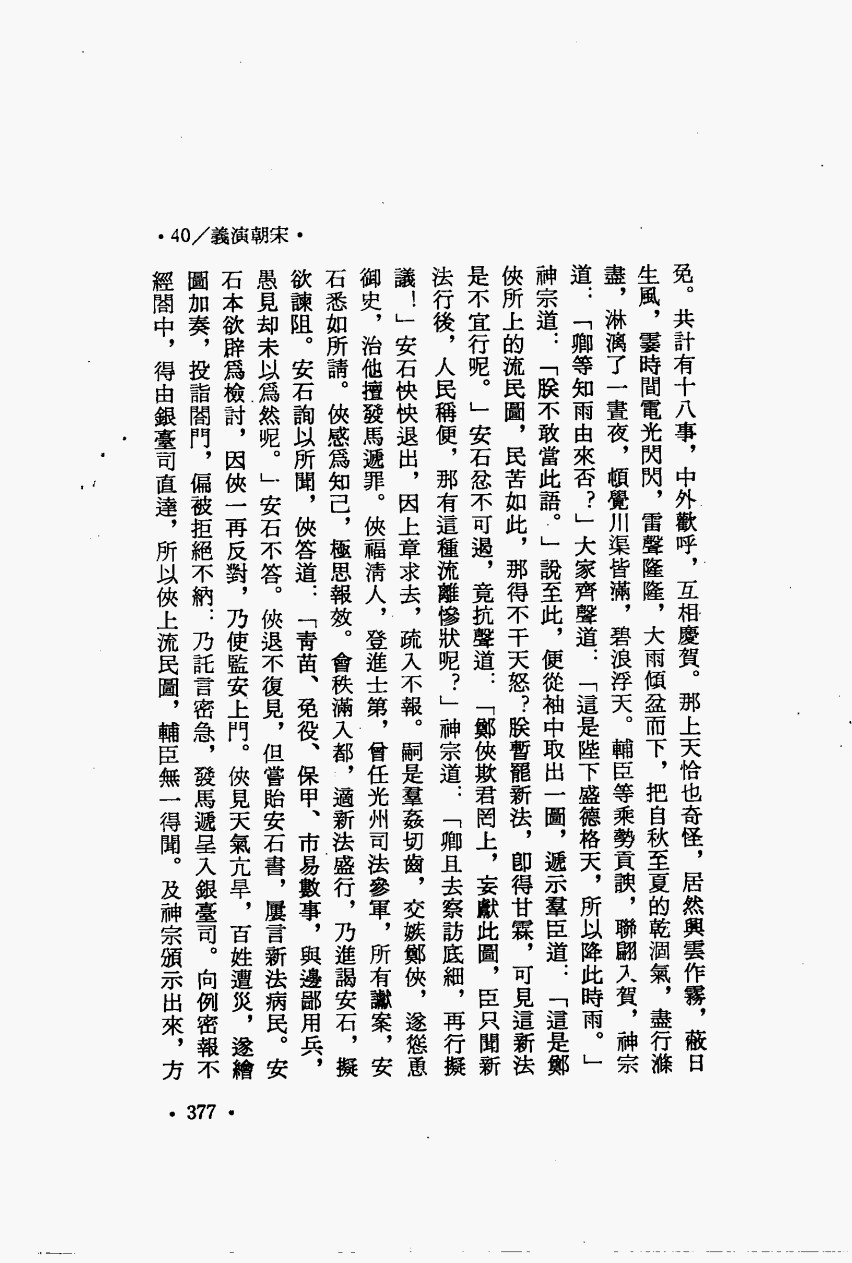 •40／義演朝宋•
免。共計有十八事，中外歡呼，互相慶賀。那上天恰也奇怪，居然興雲作霧，蔽日
生風，霎時間電光閃閃，雷聲隆隆，大雨傾盆而下，把自秋至夏的乾涸氣，盡行滌
盡，淋漓了一晝夜，頓覺川渠皆滿，碧浪浮天。輔臣等乘勢貢諛，聯翩入賀，神宗
道：「卿等知雨由來否？」大家齊聲道：「這是陛下盛德格天，所以降此時雨。」
神宗道：「朕不敢當此語。」說至此，便從袖中取出一圖，遞示羣臣道：「這是鄭
俠所上的流民圖，民苦如此，那得不干天怒？朕暫罷新法，卽得甘霖，可見這新法
是不宜行呢。」安石忿不可遏，竟抗聲道：「鄭俠欺君罔上，妄獻此圖，臣只聞新
法行後，人民稱便，那有這種流離慘狀呢？」神宗道：「卿且去察訪底細，再行擬
議！」安石怏怏退出，因上章求去，疏入不報。嗣是羣姦切齒，交嫉鄭俠，遂慫恿
御史，治他擅發馬遞罪。俠福淸人，登進士第，曾任光州司法參軍，所有讞案，安
石悉如所請。俠感爲知己，極思報效。會秩滿入都，適新法盛行，乃進謁安石，擬
欲諫阻。安石詢以所聞，俠答道：「靑苗、免役、保甲、市易數事，與邊鄙用兵，
愚見却未以爲然呢。」安石不答。俠退不復見，但嘗貽安石書，屢言新法病民。安
石本欲辟爲檢討，因俠一再反對，乃使監安上門。俠見天氣亢旱，百姓遭災，遂繪
圖加奏，投詣閤門，偏被拒絕不納：乃託言密急，發馬遞呈入銀臺司。向例密報不
經閤中，得由銀臺司直達，所以俠上流民圖，輔臣無一得聞。及神宗頒示出來，方
•377•